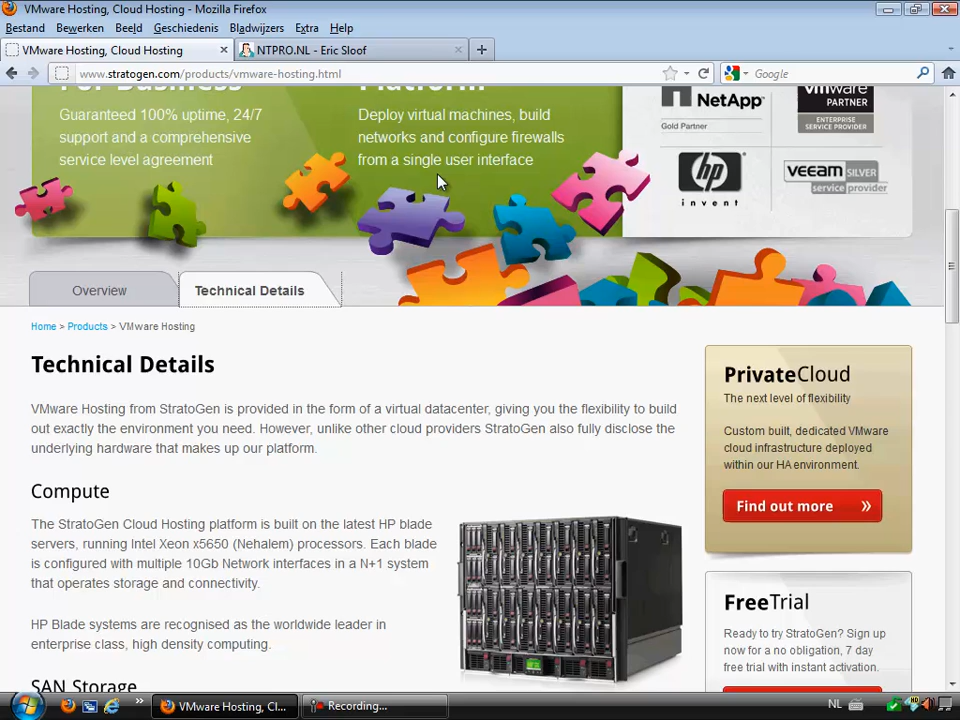 VMware Hosting, Cloud Hosting - Mozilla Firefox
Bestand Bewerken Beeld Geschiedenis Bladwijzers Extra Help
VMware Hosting, Cloud Hosting
NTPRO.NL - Eric Sloof
www.stratogen.com/products/vmware-hosting.html
Google
For Business
Guaranteed 100% uptime, 24/7
support and a comprehensive
service level agreement
Platform
Deploy virtual machines, build
networks and configure firewalls
from a single user interface
NetApp
Gold Partner
vmware
PARTNER
ENTERPRISE
SERVICE PROVIDER
hp
invent
veeam SILVER
service provider
Overview
Technical Details
Home > Products > VMware Hosting
Technical Details
VMware Hosting from StratoGen is provided in the form of a virtual datacenter, giving you the flexibility to build
out exactly the environment you need. However, unlike other cloud providers StratoGen also fully disclose the
underlying hardware that makes up our platform.
Compute
The StratoGen Cloud Hosting platform is built on the latest HP blade
servers, running Intel Xeon x5650 (Nehalem) processors. Each blade
is configured with multiple 10Gb Network interfaces in a N+1 system
that operates storage and connectivity.
HP Blade systems are recognised as the worldwide leader in
enterprise class, high density computing.
SAN Storage
PrivateCloud
The next level of flexibility
Custom built, dedicated VMware
cloud infrastructure deployed
within our HA environment.
Find out more »
FreeTrial
Ready to try StratoGen? Sign up
now for a no obligation, 7 day
free trial with instant activation.
VMware Hosting, Cl...
Recording...
NL